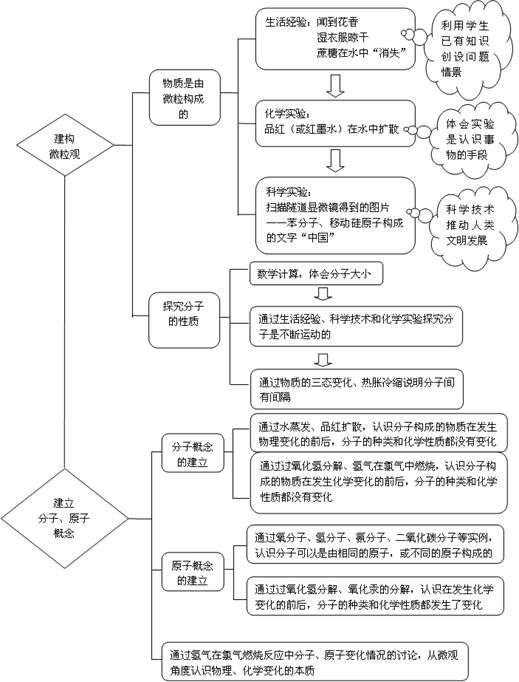 生活经验：闻到花香
湿衣服晾干
蔗糖在水中“消失”
利用学生
已有知识
创设问题
情景
物质是由
微粒构成
的
化学实验：
品红（或红墨水）在水中扩散
体会实验
是认识事
物的手段
建构
微粒观
科学实验：
扫描隧道显微镜得到的图片
——苯分子、移动硅原子构成
的文字“中国”
科学技术
推动人类
文明发展
数学计算，体会分子大小
探究分子
的性质
通过生活经验、科学技术和化学实验探究分
子是不断运动的
通过物质的三态变化、热胀冷缩说明分子间
有间隔
分子概念
的建立
通过水蒸发、品红扩散，认识分子构成的物质在发生
物理变化的前后，分子的种类和化学性质都没有变化
通过过氧化氢分解、氢气在氯气中燃烧，认识分子构
成的物质在发生化学变化的前后，分子的种类和化学
性质都没有变化
建立
分子、原子
概念
原子概念
的建立
通过氧分子、氢分子、氨分子、二氧化碳分子等实例，
认识分子可以是由相同的原子，或不同的原子构成的
通过过氧化氢分解、氧化汞的分解，认识在发生化学
变化的前后，分子的种类和化学性质都发生了变化
通过氢气在氯气燃烧反应中分子、原子变化情况的讨论，从微观
角度认识物理、化学变化的本质